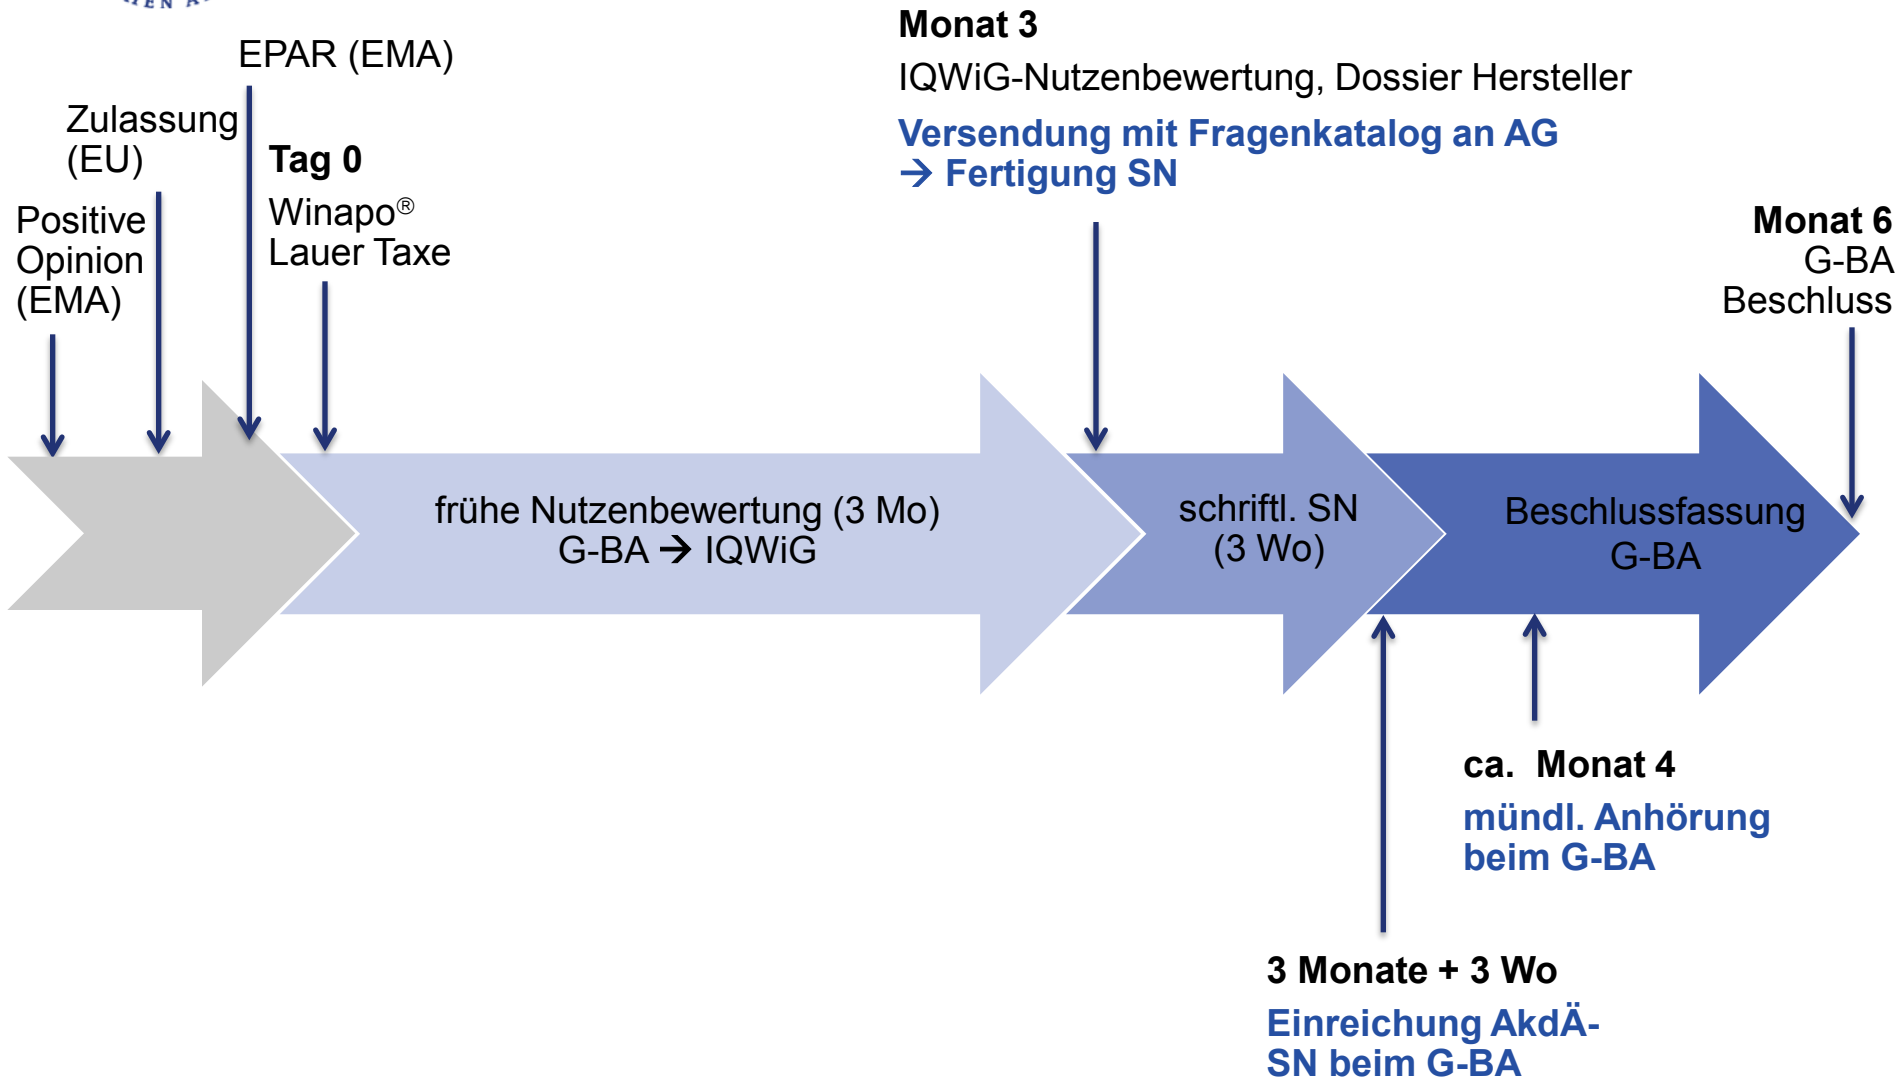 EPAR (EMA)
Zulassung
(EU)
Positive
Opinion
(EMA)
Tag 0
Winapo®
Lauer Taxe
Monat 3
IQWiG-Nutzenbewertung, Dossier Hersteller
Versendung mit Fragenkatalog an AG
→ Fertigung SN
Monat 6
G-BA
Beschluss
frühe Nutzenbewertung (3 Mo)
G-BA → IQWiG
schriftl. SN
(3 Wo)
Beschlussfassung
G-BA
ca. Monat 4
mündl. Anhörung
beim G-BA
3 Monate + 3 Wo
Einreichung AkdÄ-
SN beim G-BA